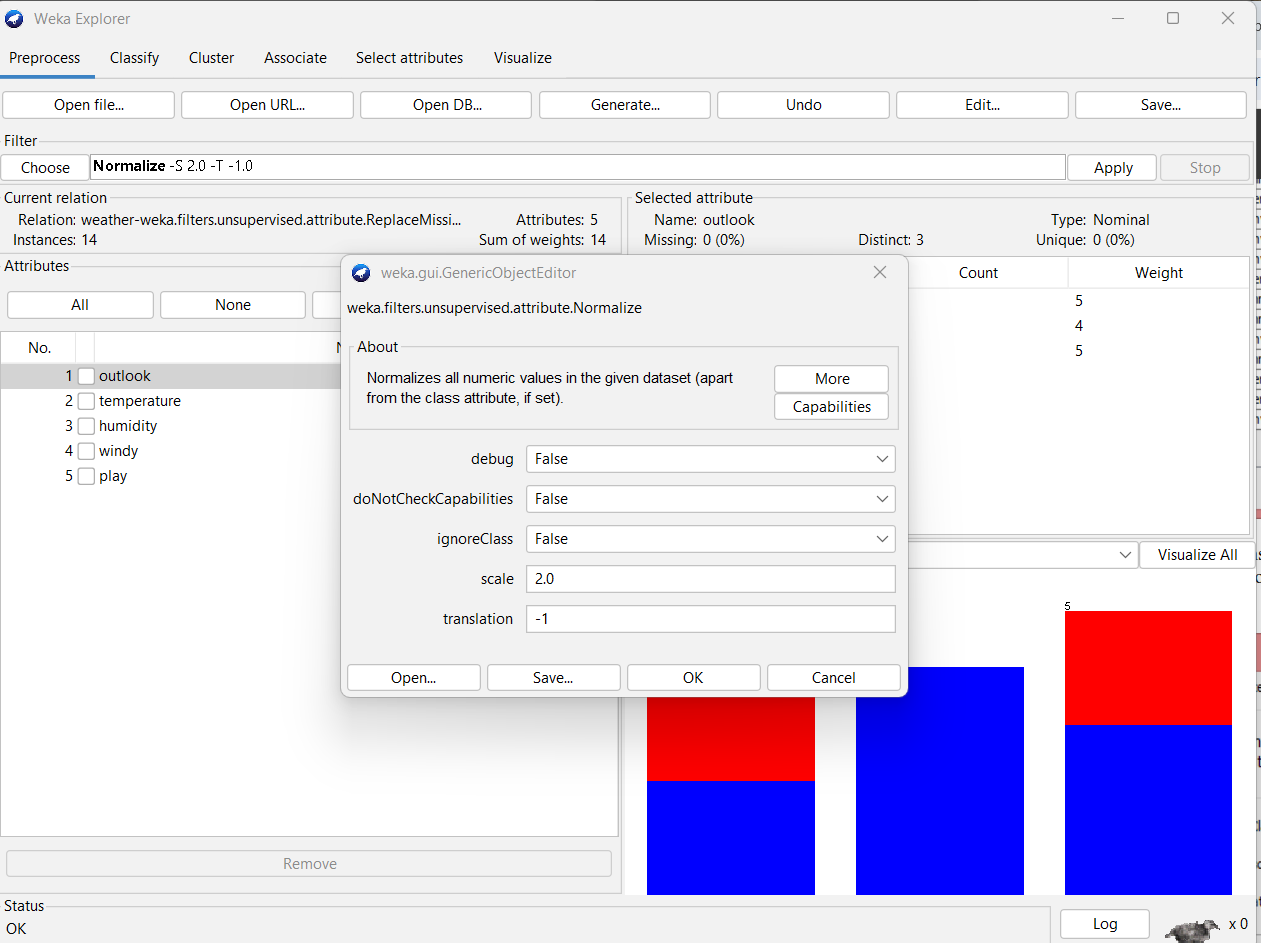 Weka Explorer
Preprocess Classify Cluster Associate Select attributes Visualize
Open file... Open URL... Open DB... Generate... Undo Edit... Save...
Filter
Choose Normalize -S 2.0 -T -1.0 Apply Stop
Current relation
Relation: weather-weka.filters.unsupervised.attribute.ReplaceMissi... Attributes: 5
Instances: 14 Sum of weights: 14
Selected attribute
Name: outlook Type: Nominal
Missing: 0 (0%) Distinct: 3 Unique: 0 (0%)
Attributes
All None
No.
1 outlook
2 temperature
3 humidity
4 windy
5 play
Remove
Count Weight
5
4
5
Visualize All
5
weka.gui.GenericObjectEditor
weka.filters.unsupervised.attribute.Normalize
About
Normalizes all numeric values in the given dataset (apart
from the class attribute, if set).
More
Capabilities
debug False
doNotCheckCapabilities False
ignoreClass False
scale 2.0
translation -1
Open... Save... OK Cancel
Status
OK
Log x 0